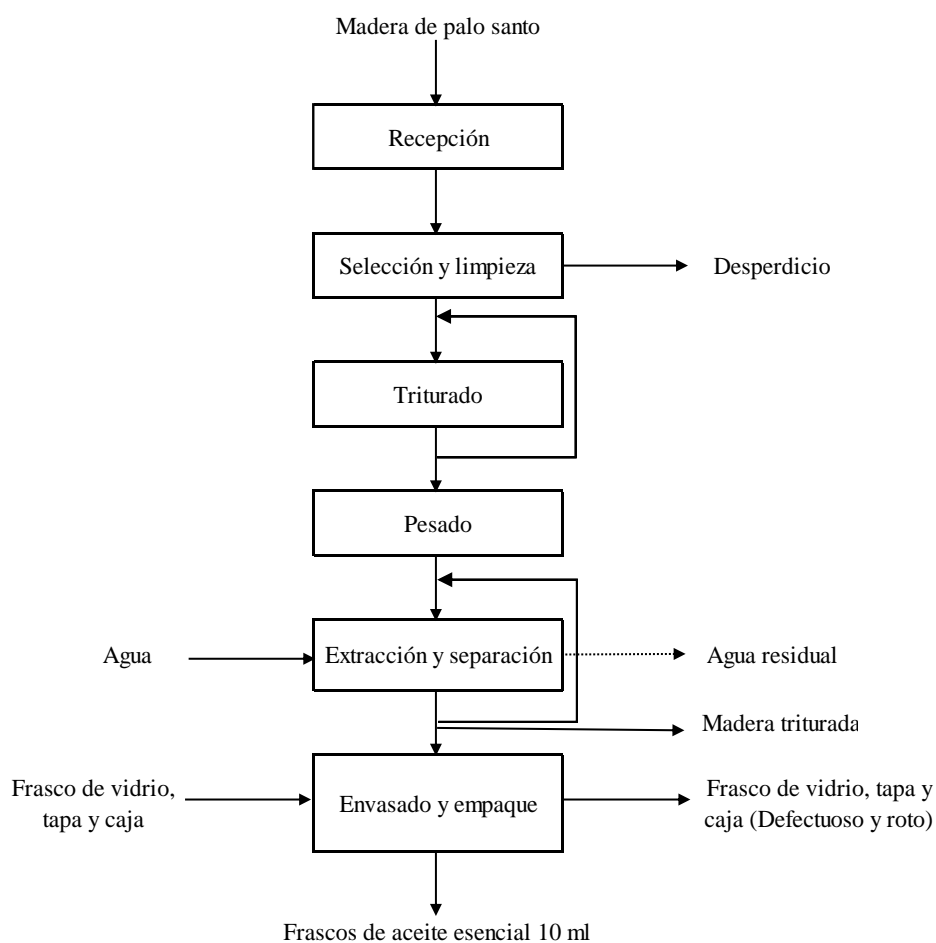 Madera de palo santo
Recepción
Selección y limpieza
Desperdicio
Triturado
Pesado
Agua
Extracción y separación
Agua residual
Madera triturada
Frasco de vidrio,
tapa y caja
Envasado y empaque
Frasco de vidrio, tapa y
caja (Defectuoso y roto)
Frascos de aceite esencial 10 ml